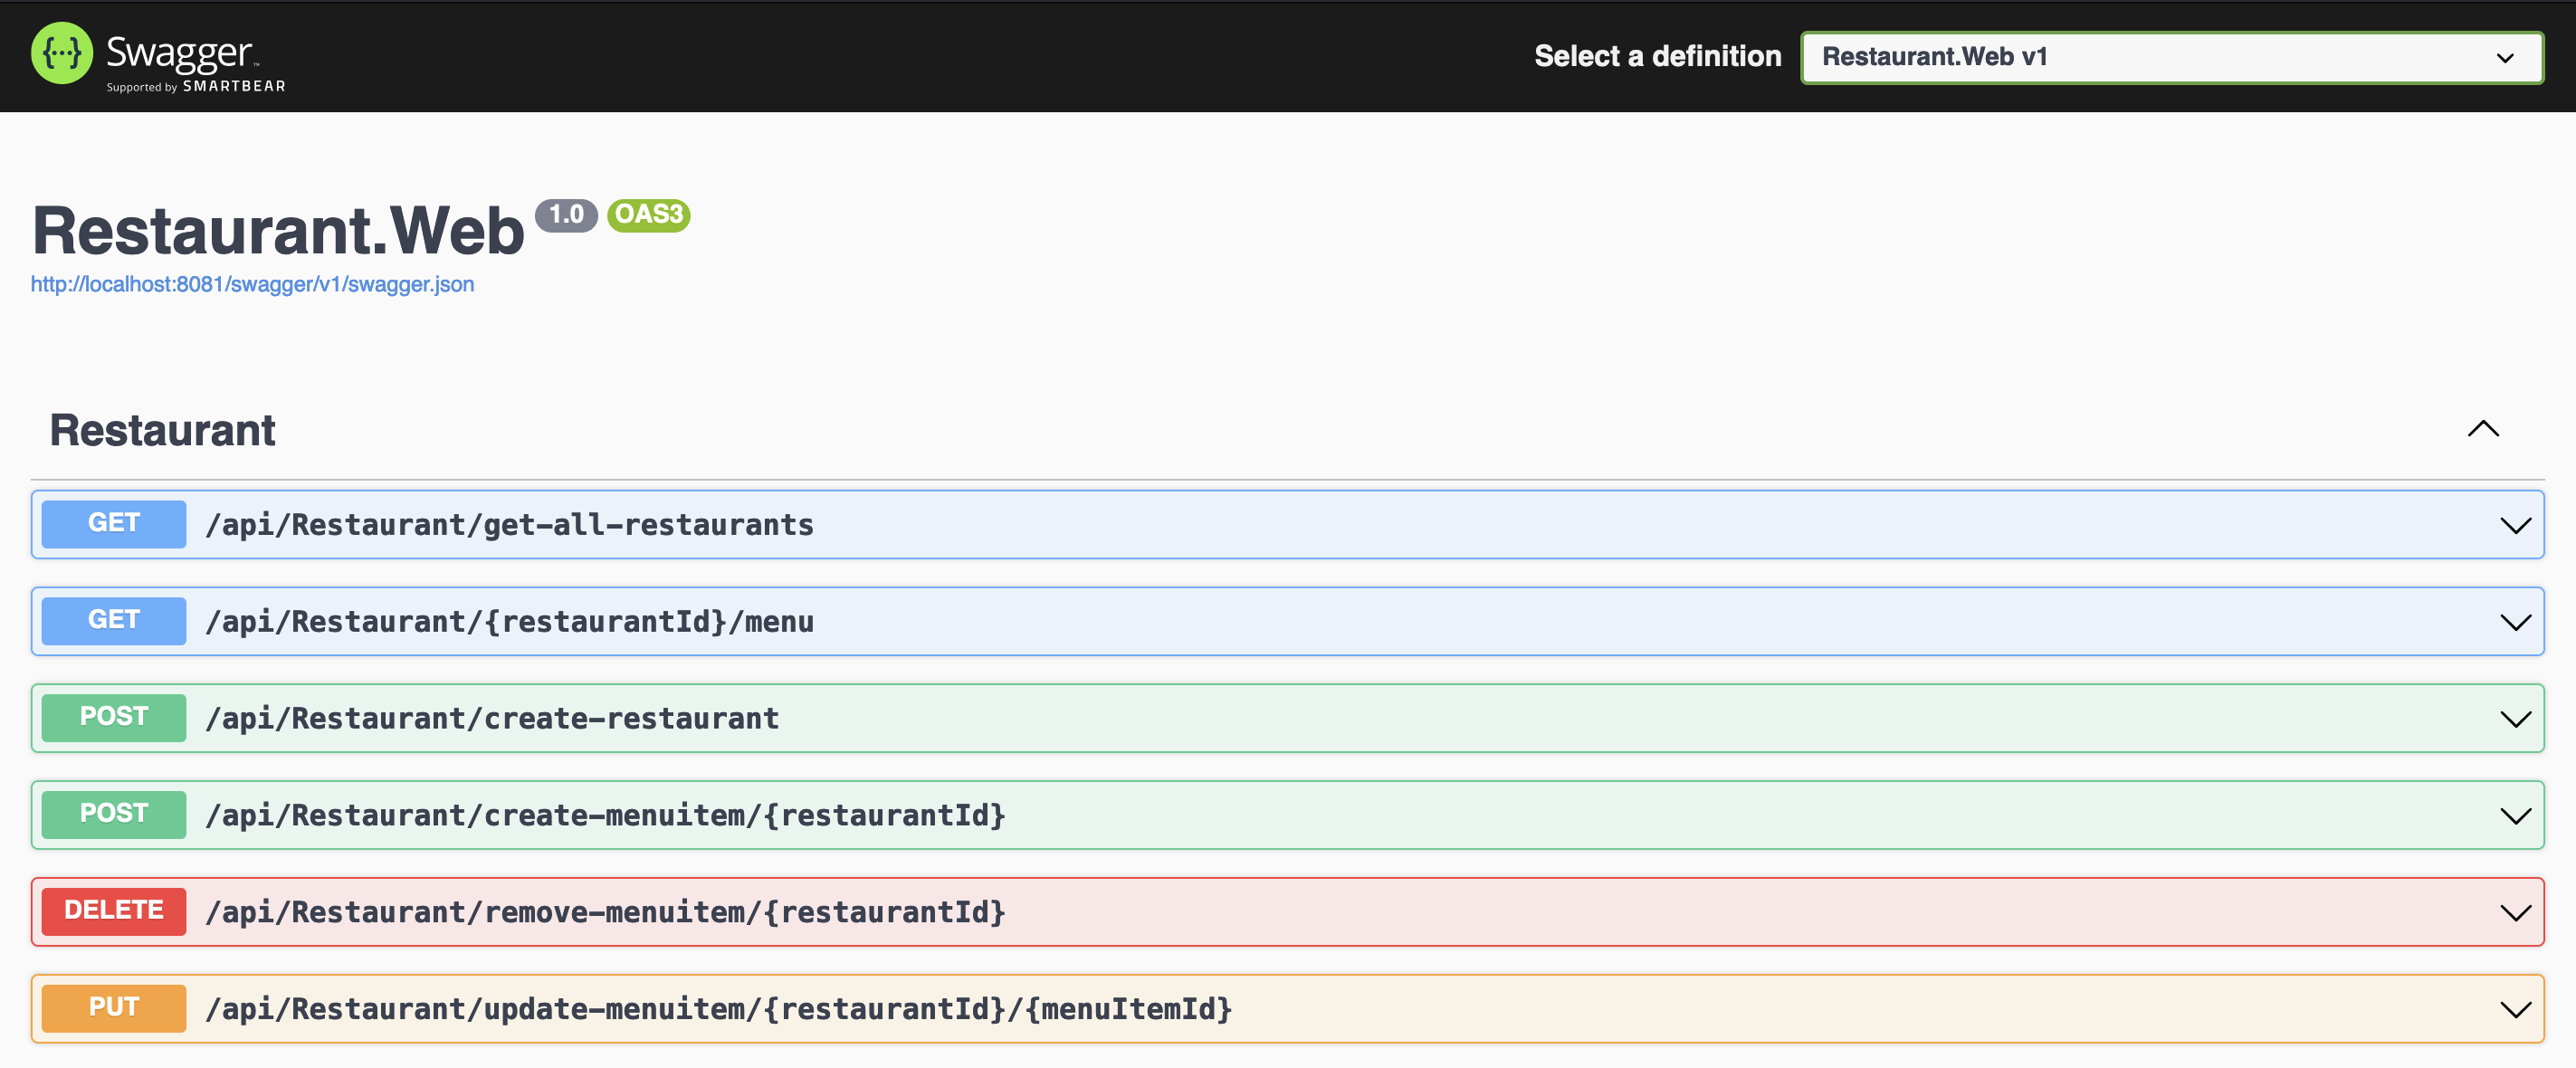 {...} Swagger™
Supported by SMARTBEAR
Select a definition
Restaurant.Web v1
Restaurant.Web 1.0 OAS3
http://localhost:8081/swagger/v1/swagger.json
Restaurant
GET /api/Restaurant/get-all-restaurants
GET /api/Restaurant/{restaurantId}/menu
POST /api/Restaurant/create-restaurant
POST /api/Restaurant/create-menuitem/{restaurantId}
DELETE /api/Restaurant/remove-menuitem/{restaurantId}
PUT /api/Restaurant/update-menuitem/{restaurantId}/{menuItemId}